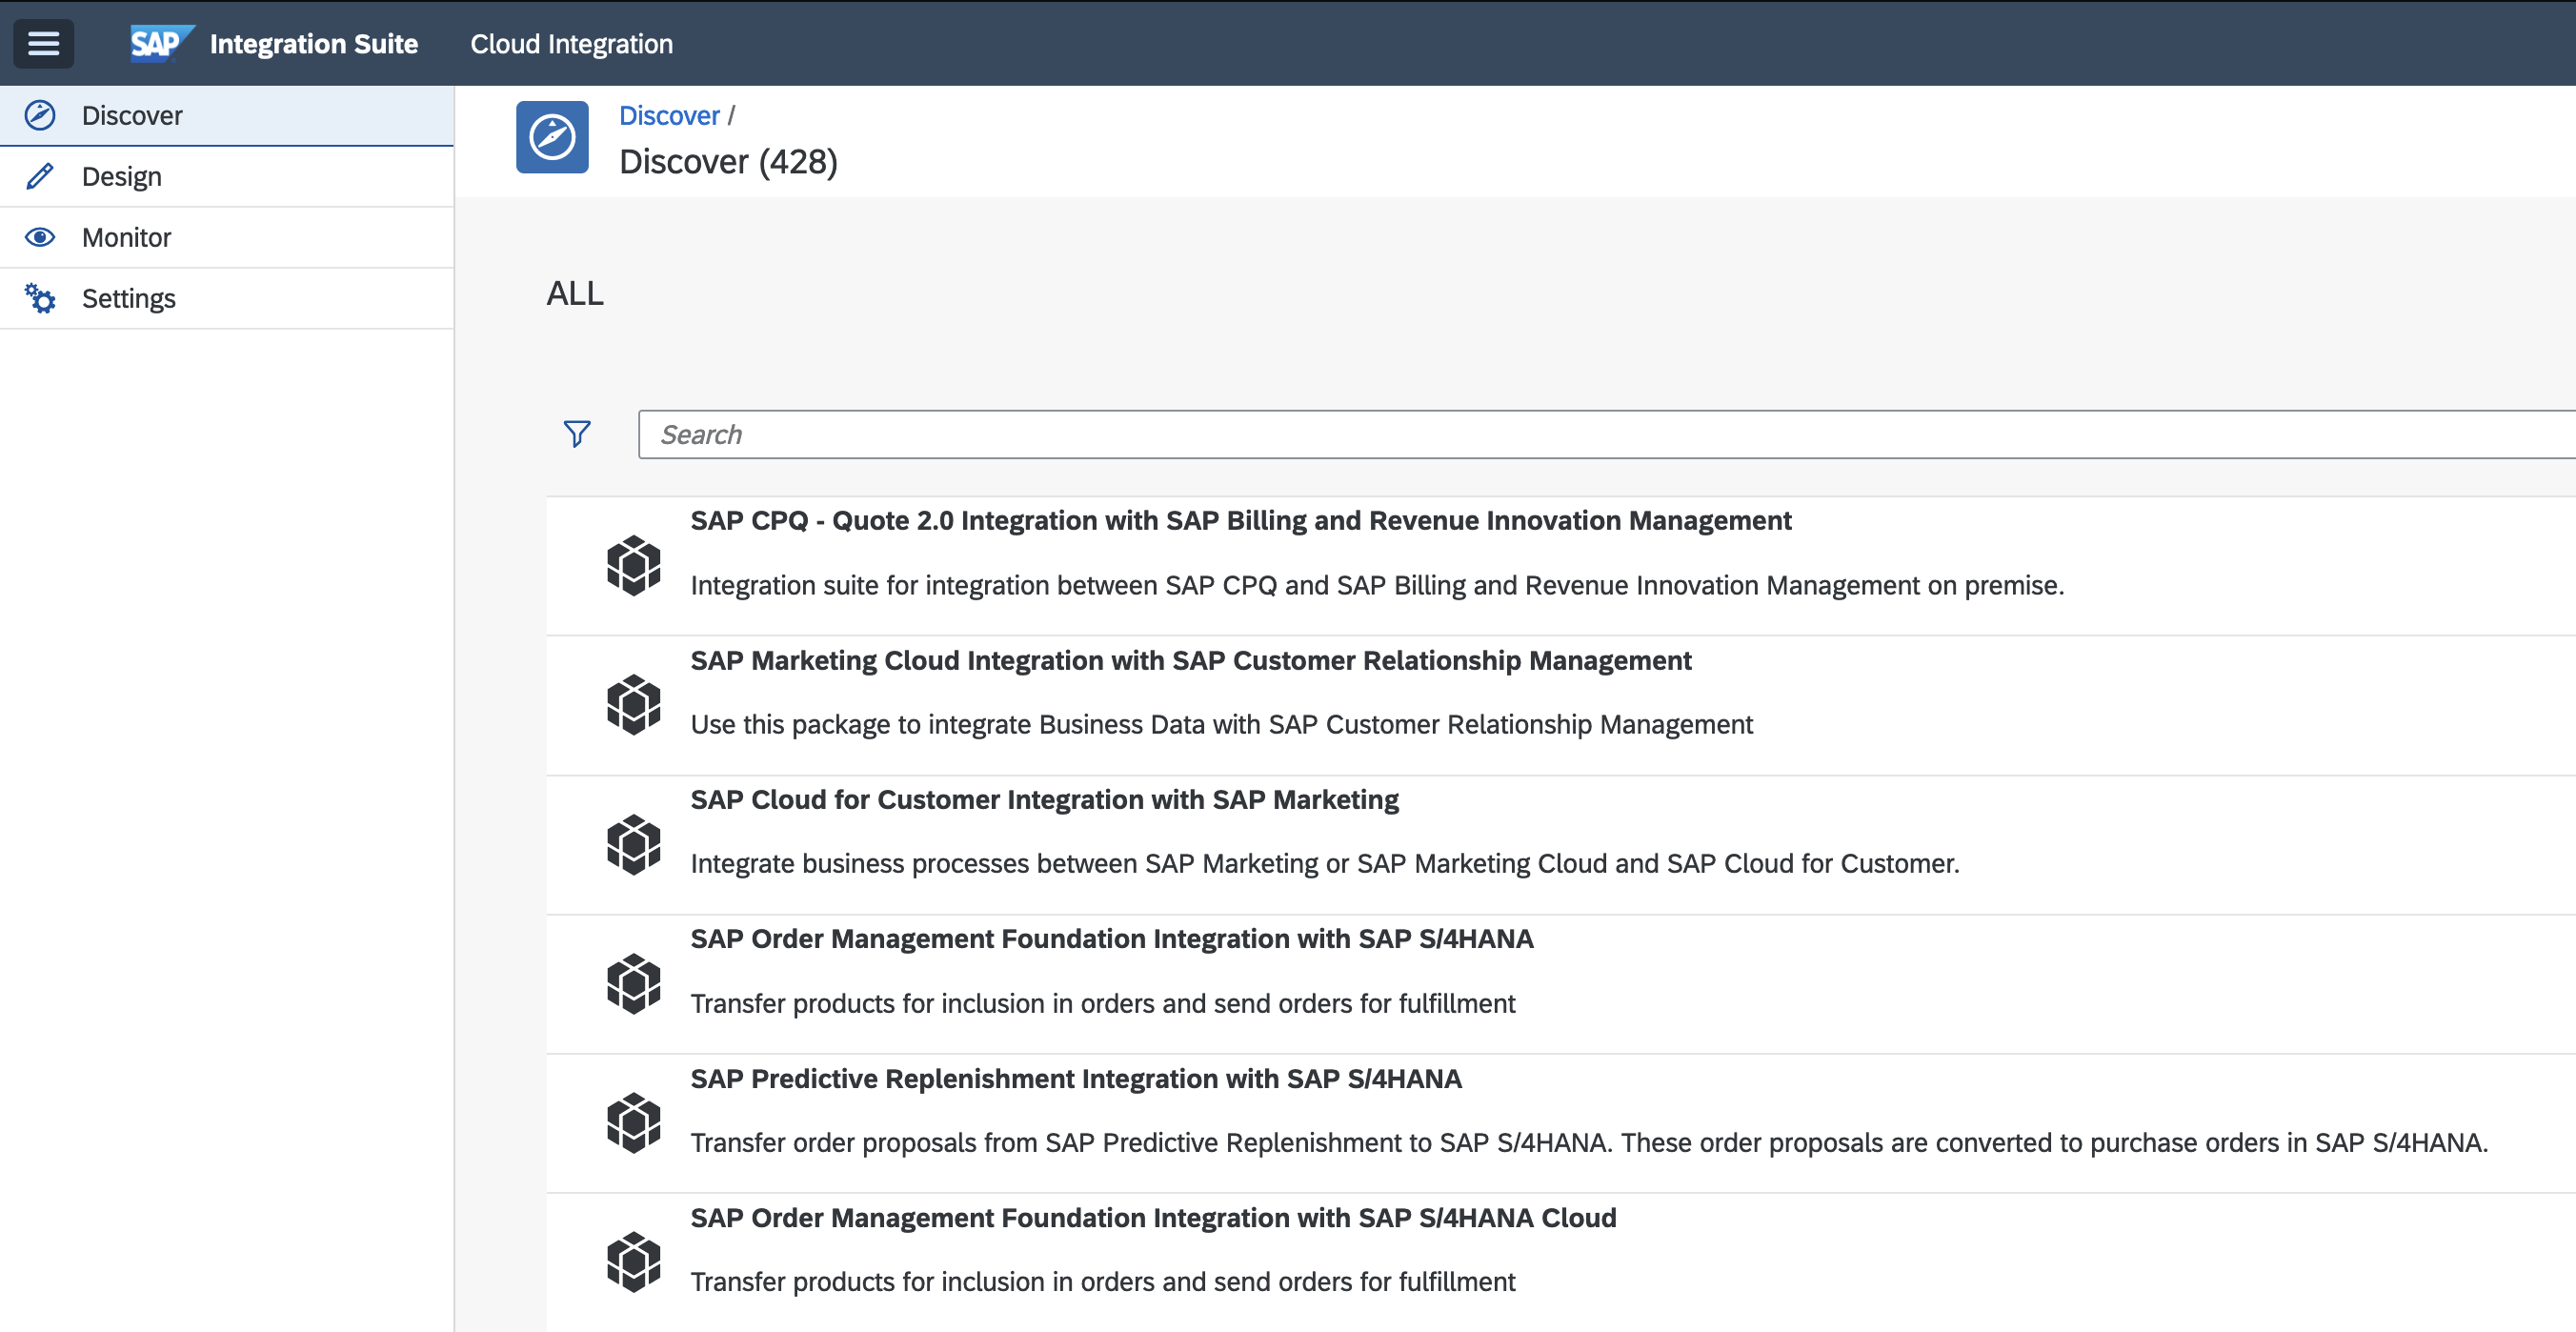 SAP Integration Suite Cloud Integration
Discover
Design
Monitor
Settings
Discover /
Discover (428)
ALL
Search
SAP CPQ - Quote 2.0 Integration with SAP Billing and Revenue Innovation Management
Integration suite for integration between SAP CPQ and SAP Billing and Revenue Innovation Management on premise.
SAP Marketing Cloud Integration with SAP Customer Relationship Management
Use this package to integrate Business Data with SAP Customer Relationship Management
SAP Cloud for Customer Integration with SAP Marketing
Integrate business processes between SAP Marketing or SAP Marketing Cloud and SAP Cloud for Customer.
SAP Order Management Foundation Integration with SAP S/4HANA
Transfer products for inclusion in orders and send orders for fulfillment
SAP Predictive Replenishment Integration with SAP S/4HANA
Transfer order proposals from SAP Predictive Replenishment to SAP S/4HANA. These order proposals are converted to purchase orders in SAP S/4HANA.
SAP Order Management Foundation Integration with SAP S/4HANA Cloud
Transfer products for inclusion in orders and send orders for fulfillment